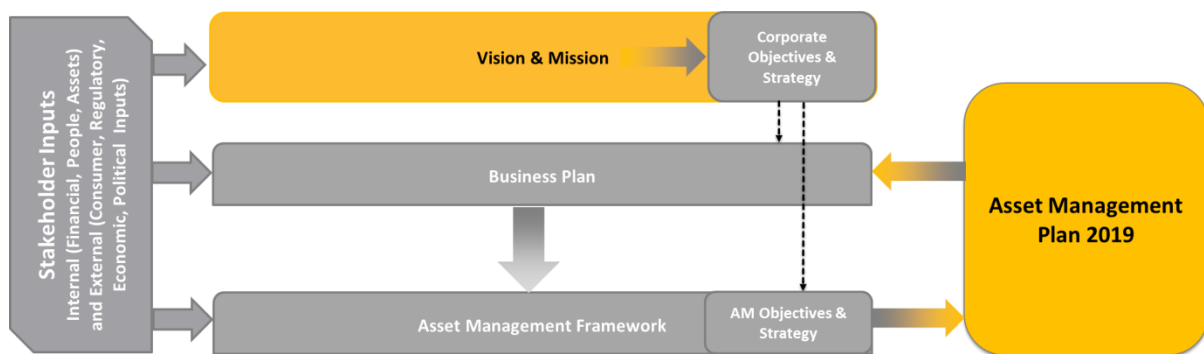 Stakeholder Inputs
Internal (Financial, People, Assets)
and External (Consumer, Regulatory,
Economic, Political Inputs)
Vision & Mission
Corporate
Objectives &
Strategy
Business Plan
Asset Management Framework
AM Objectives &
Strategy
Asset Management
Plan 2019